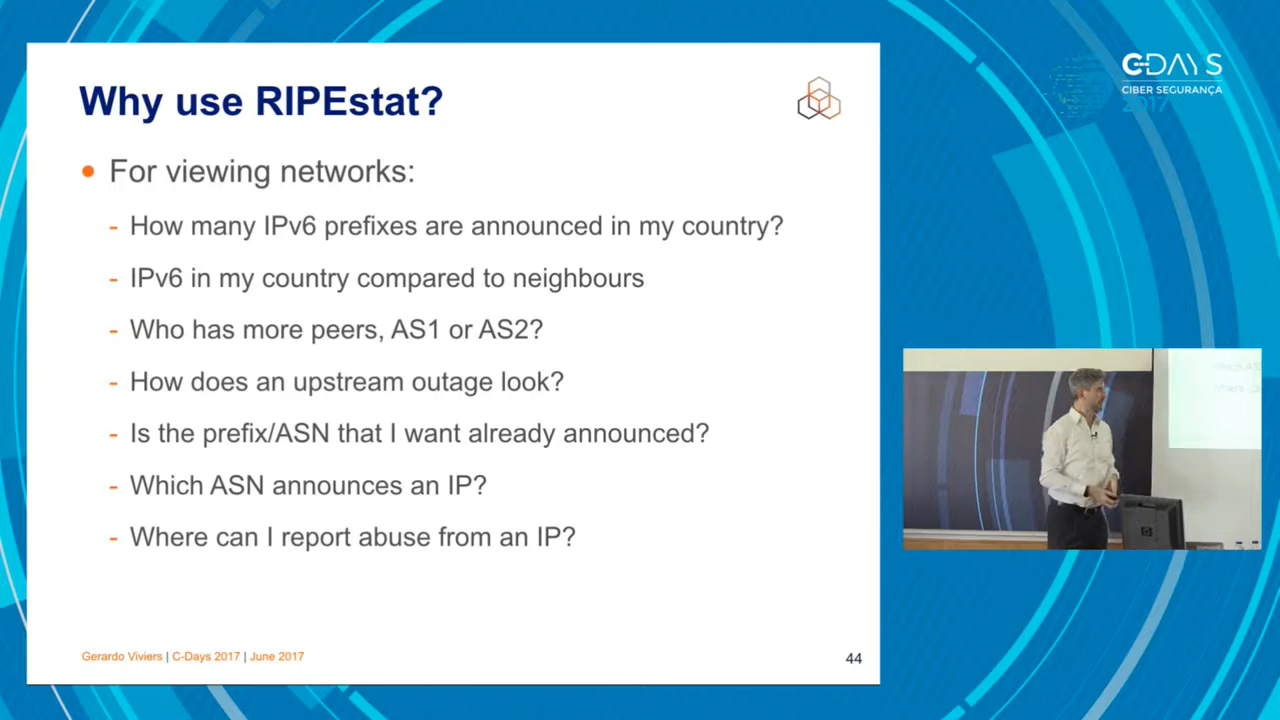 Why use RIPEstat?
• For viewing networks:
- How many IPv6 prefixes are announced in my country?
- IPv6 in my country compared to neighbours
- Who has more peers, AS1 or AS2?
- How does an upstream outage look?
- Is the prefix/ASN that I want already announced?
- Which ASN announces an IP?
- Where can I report abuse from an IP?
Gerardo Viviers | C-Days 2017 | June 2017
44
C-DAYS
CIBER SEGURANÇA
2017